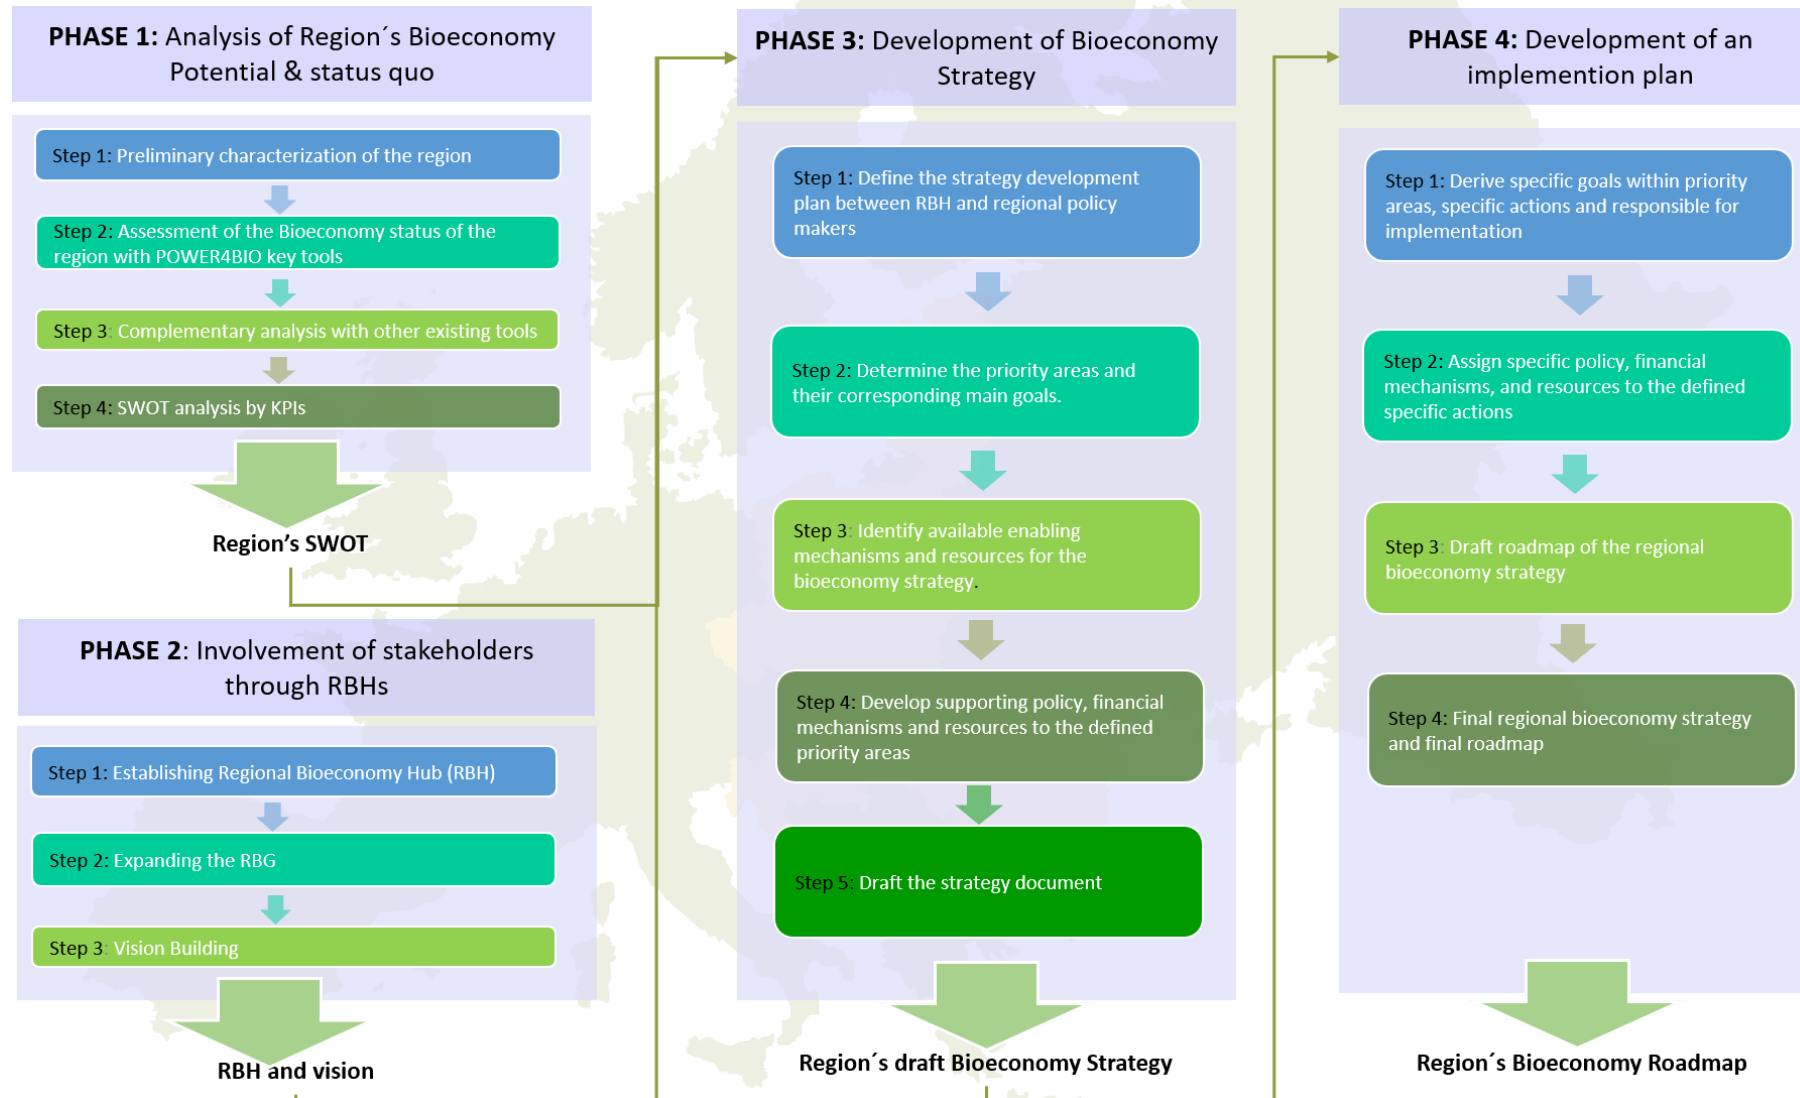 PHASE 1: Analysis of Region´s Bioeconomy
Potential & status quo
Step 1: Preliminary characterization of the region
Step 2: Assessment of the Bioeconomy status of the
region with POWER4BIO key tools
Step 3: Complementary analysis with other existing tools
Step 4: SWOT analysis by KPIs
Region’s SWOT
PHASE 2: Involvement of stakeholders
through RBHs
Step 1: Establishing Regional Bioeconomy Hub (RBH)
Step 2: Expanding the RBG
Step 3: Vision Building
RBH and vision
PHASE 3: Development of Bioeconomy
Strategy
Step 1: Define the strategy development
plan between RBH and regional policy
makers
Step 2: Determine the priority areas and
their corresponding main goals.
Step 3: Identify available enabling
mechanisms and resources for the
bioeconomy strategy.
Step 4: Develop supporting policy, financial
mechanisms and resources to the defined
priority areas
Step 5: Draft the strategy document
Region´s draft Bioeconomy Strategy
PHASE 4: Development of an
implemention plan
Step 1: Derive specific goals within priority
areas, specific actions and responsible for
implementation
Step 2: Assign specific policy, financial
mechanisms, and resources to the defined
specific actions
Step 3: Draft roadmap of the regional
bioeconomy strategy
Step 4: Final regional bioeconomy strategy
and final roadmap
Region´s Bioeconomy Roadmap